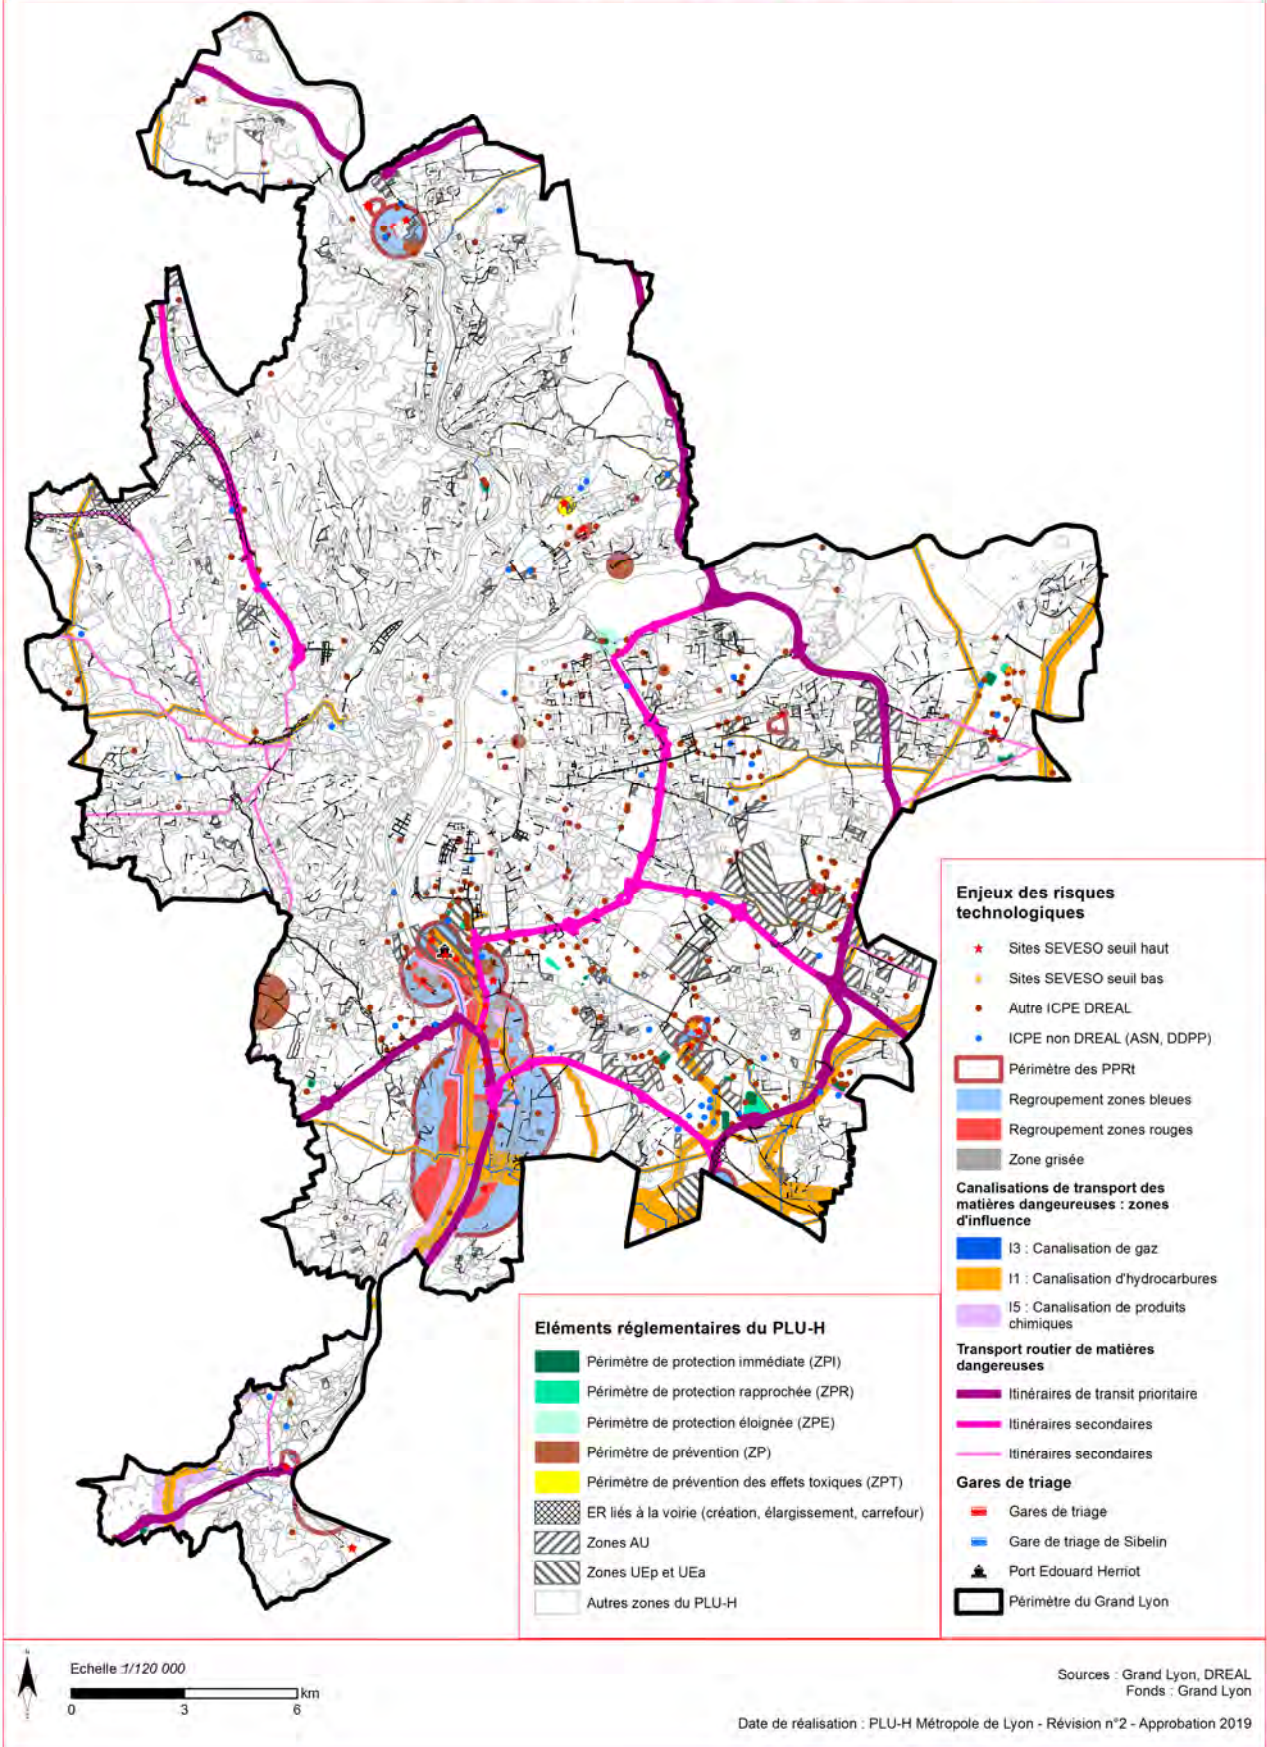 Enjeux des risques
technologiques
Sites SEVESO seuil haut
Sites SEVESO seuil bas
Autre ICPE DREAL
ICPE non DREAL (ASN, DDPP)
Périmètre des PPRt
Regroupement zones bleues
Regroupement zones rouges
Zone grisée
Canalisations de transport des
matières dangeureuses : zones
d'influence
I3 : Canalisation de gaz
I1 : Canalisation d'hydrocarbures
I5 : Canalisation de produits
chimiques
Transport routier de matières
dangereuses
Itinéraires de transit prioritaire
Itinéraires secondaires
Itinéraires secondaires
Gares de triage
Gares de triage
Gare de triage de Sibelin
Port Edouard Herriot
Périmètre du Grand Lyon
Eléments réglementaires du PLU-H
Périmètre de protection immédiate (ZPI)
Périmètre de protection rapprochée (ZPR)
Périmètre de protection éloignée (ZPE)
Périmètre de prévention (ZP)
Périmètre de prévention des effets toxiques (ZPT)
ER liés à la voirie (création, élargissement, carrefour)
Zones AU
Zones UEp et UEa
Autres zones du PLU-H
Echelle :1/120 000
km
0 3 6
Sources : Grand Lyon, DREAL
Fonds : Grand Lyon
Date de réalisation : PLU-H Métropole de Lyon - Révision n°2 - Approbation 2019